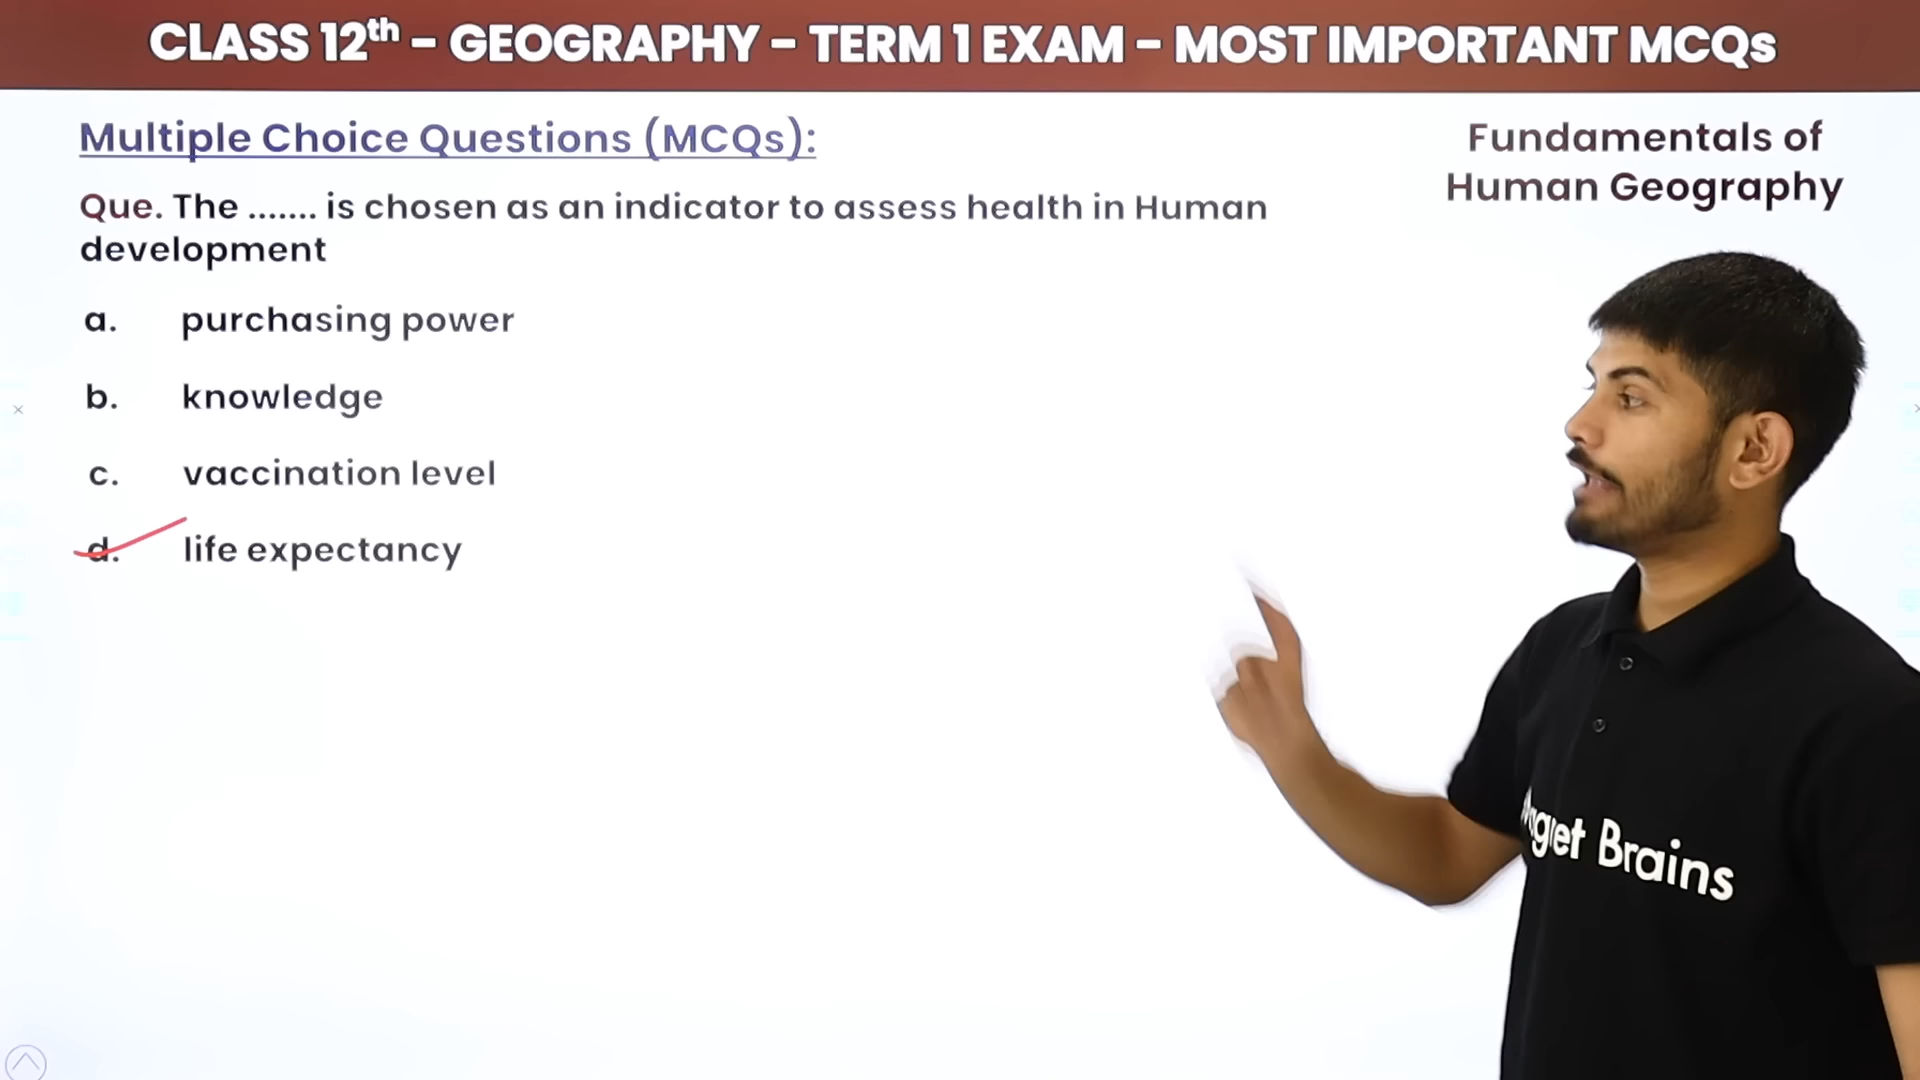 CLASS 12th - GEOGRAPHY - TERM 1 EXAM - MOST IMPORTANT MCQs
Multiple Choice Questions (MCQs):
Fundamentals of
Human Geography
Que. The ....... is chosen as an indicator to assess health in Human
development
a. purchasing power
b. knowledge
c. vaccination level
d. life expectancy
Brains